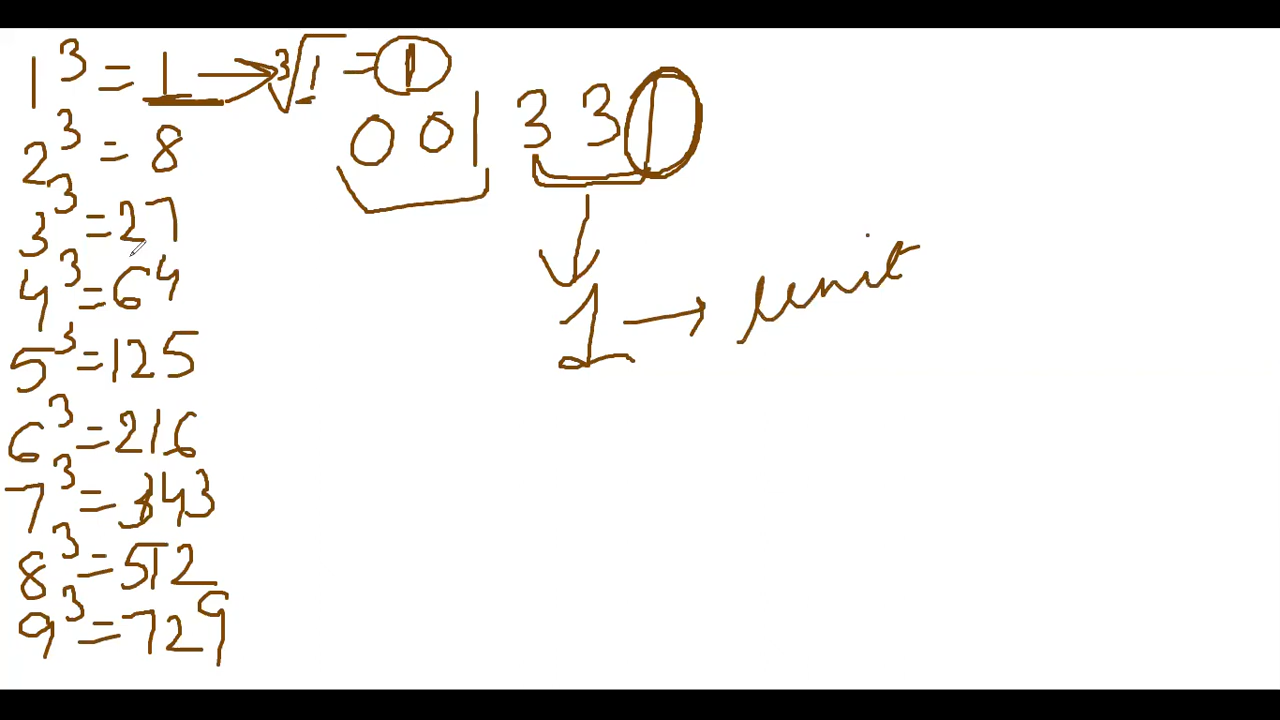 1³ = 1 → ∛1 = 1
2³ = 8
001 331
3³ = 27
4³ = 64
1 → unit
5³ = 125
6³ = 216
7³ = 343
8³ = 512
9³ = 729